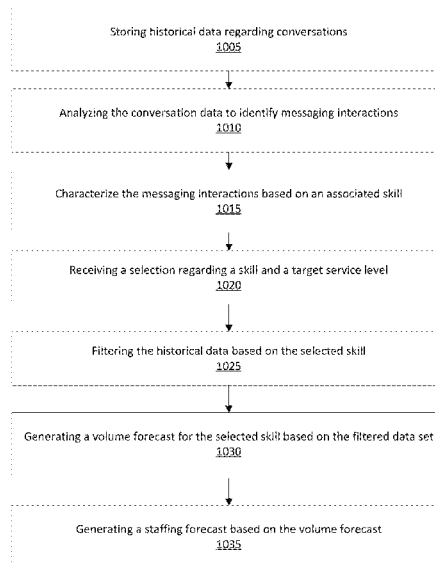 Storing historical data regarding conversations
1005
Analyzing the conversation data to identify messaging interactions
1010
Characterize the messaging interactions based on an associated skill
1015
Receiving a selection regarding a skill and a target service level
1020
Filtering the historical data based on the selected skill
1025
Generating a volume forecast for the selected skill based on the filtered data set
1030
Generating a staffing forecast based on the volume forecast
1035